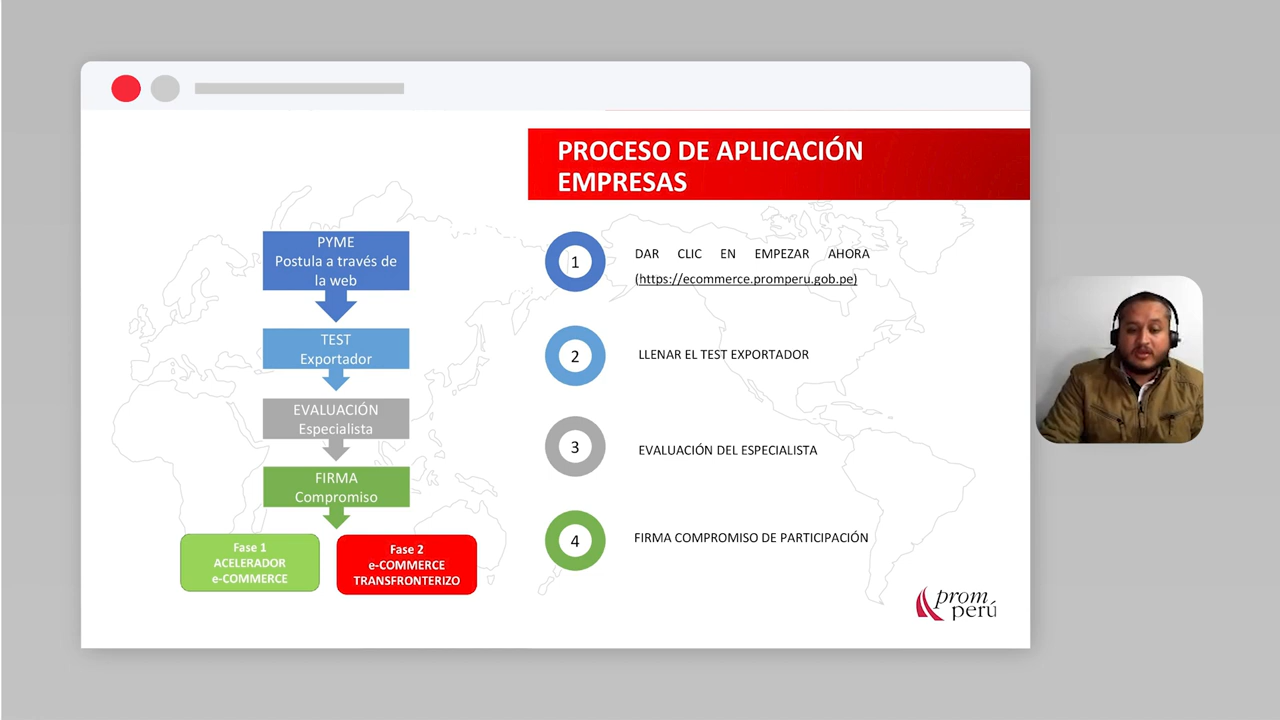 PROCESO DE APLICACIÓN
EMPRESAS
PYME
Postula a través de
la web
TEST
Exportador
EVALUACIÓN
Especialista
FIRMA
Compromiso
Fase 1
ACELERADOR
e-COMMERCE
Fase 2
e-COMMERCE
TRANSFRONTERIZO
1
DAR CLIC EN EMPEZAR AHORA
(https://ecommerce.promperu.gob.pe)
2
LLENAR EL TEST EXPORTADOR
3
EVALUACIÓN DEL ESPECIALISTA
4
FIRMA COMPROMISO DE PARTICIPACIÓN
prom
perú